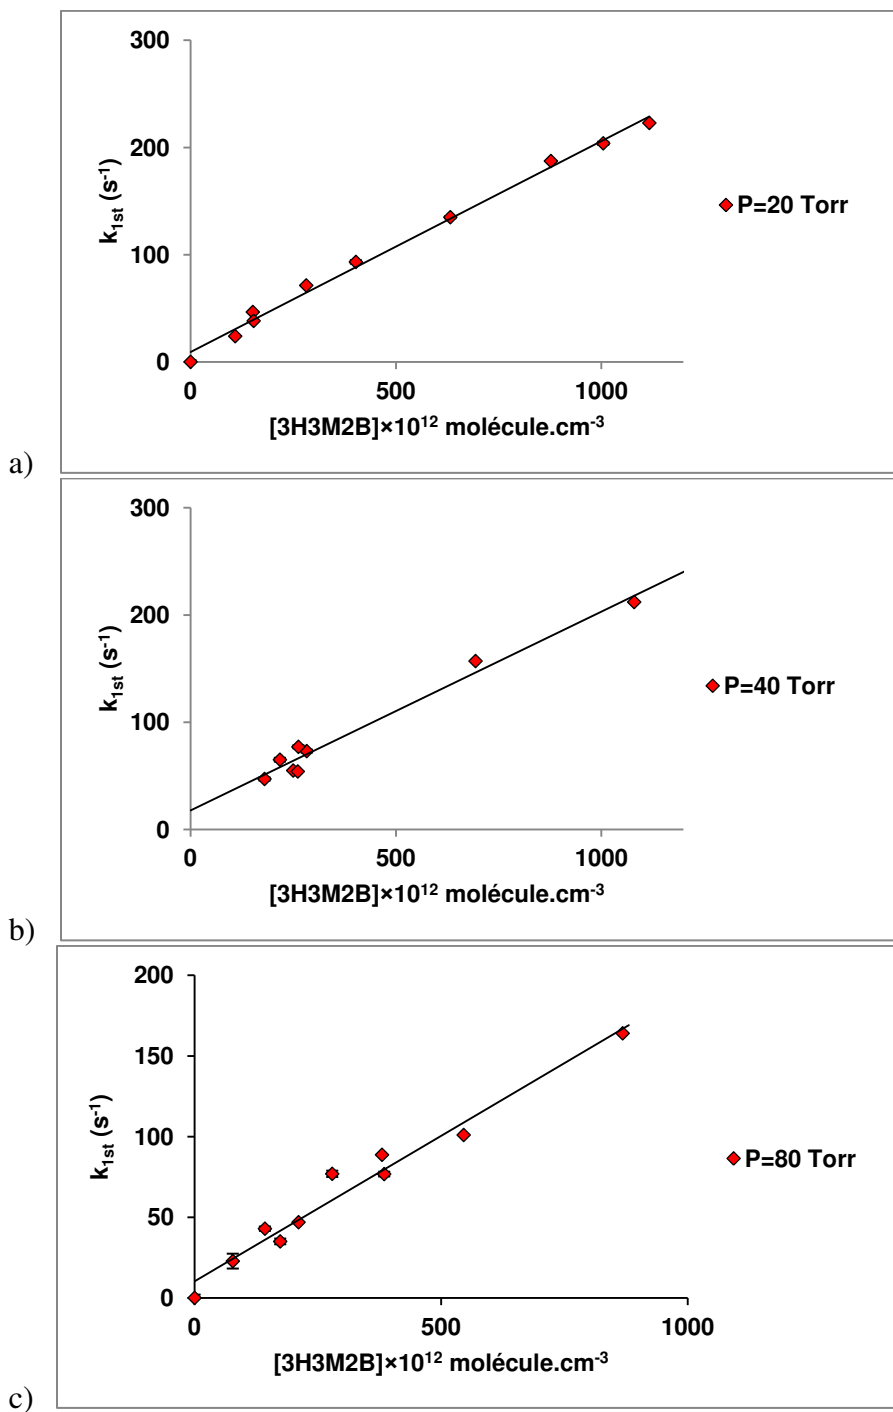 300
200
100
0
k1st (s-1)
0 500 1000
[3H3M2B]×10¹² molécule.cm-3
P=20 Torr
a)
300
200
100
0
k1st (s-1)
0 500 1000
[3H3M2B]×10¹² molécule.cm-3
P=40 Torr
b)
200
150
100
50
0
k1st (s-1)
0 500 1000
[3H3M2B]×10¹² molécule.cm-3
P=80 Torr
c)